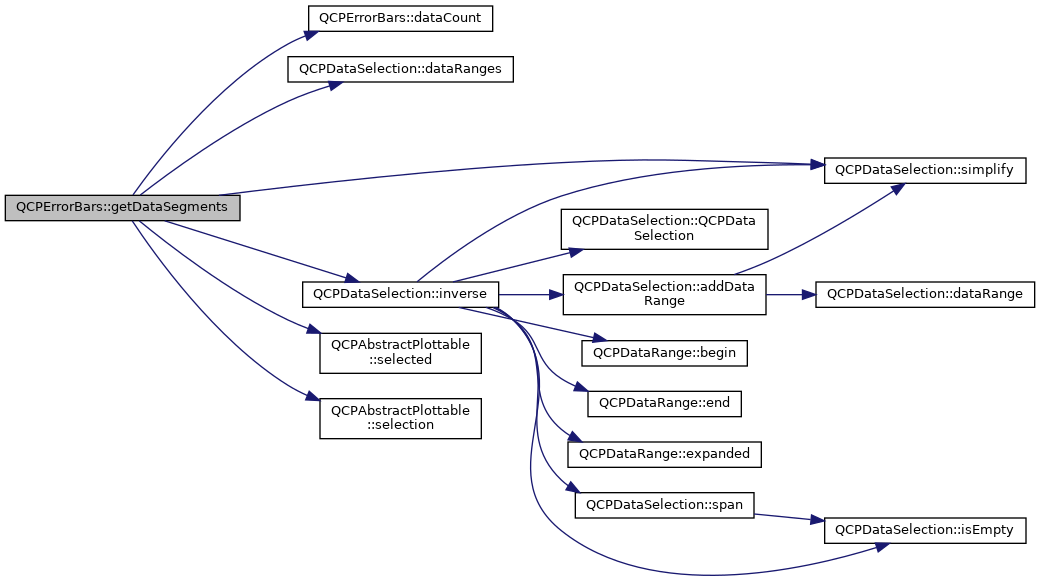 QCPErrorBars::dataCount
QCPDataSelection::dataRanges
QCPDataSelection::simplify
QCPErrorBars::getDataSegments
QCPDataSelection::QCPData
Selection
QCPDataSelection::inverse
QCPDataSelection::addData
Range
QCPDataSelection::dataRange
QCPAbstractPlottable
::selected
QCPDataRange::begin
QCPDataRange::end
QCPAbstractPlottable
::selection
QCPDataRange::expanded
QCPDataSelection::span
QCPDataSelection::isEmpty